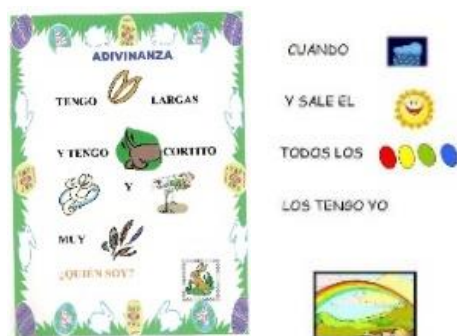 ADIVINANZA
TENGO LARGAS
Y TENGO CORTITO
Y
MUY
¿QUIÉN SOY?
CUANDO
Y SALE EL
TODOS LOS
LOS TENGO YO